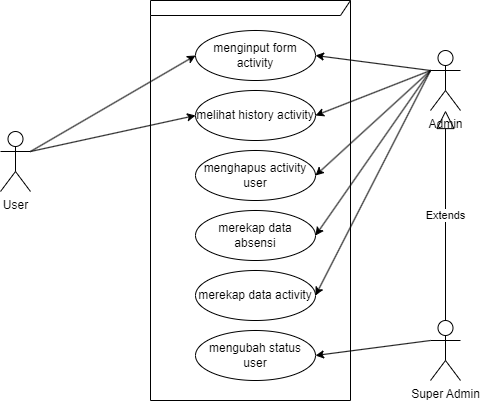 menginput form
activity
melihat history activity
menghapus activity
user
merekap data
absensi
merekap data activity
mengubah status
user
User
Admin
Extends
Super Admin